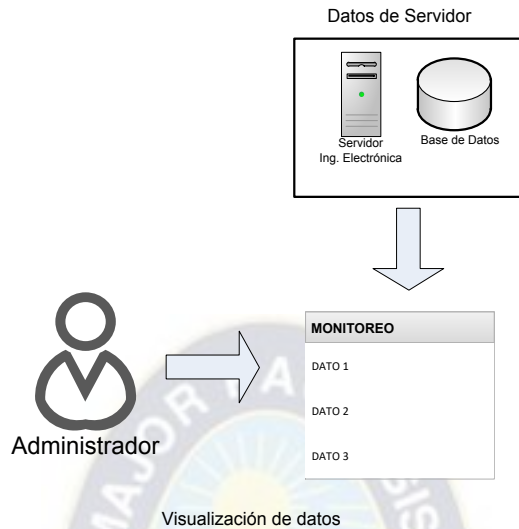 Datos de Servidor
Servidor
Ing. Electrónica
Base de Datos
MONITOREO
DATO 1
DATO 2
DATO 3
Administrador
Visualización de datos